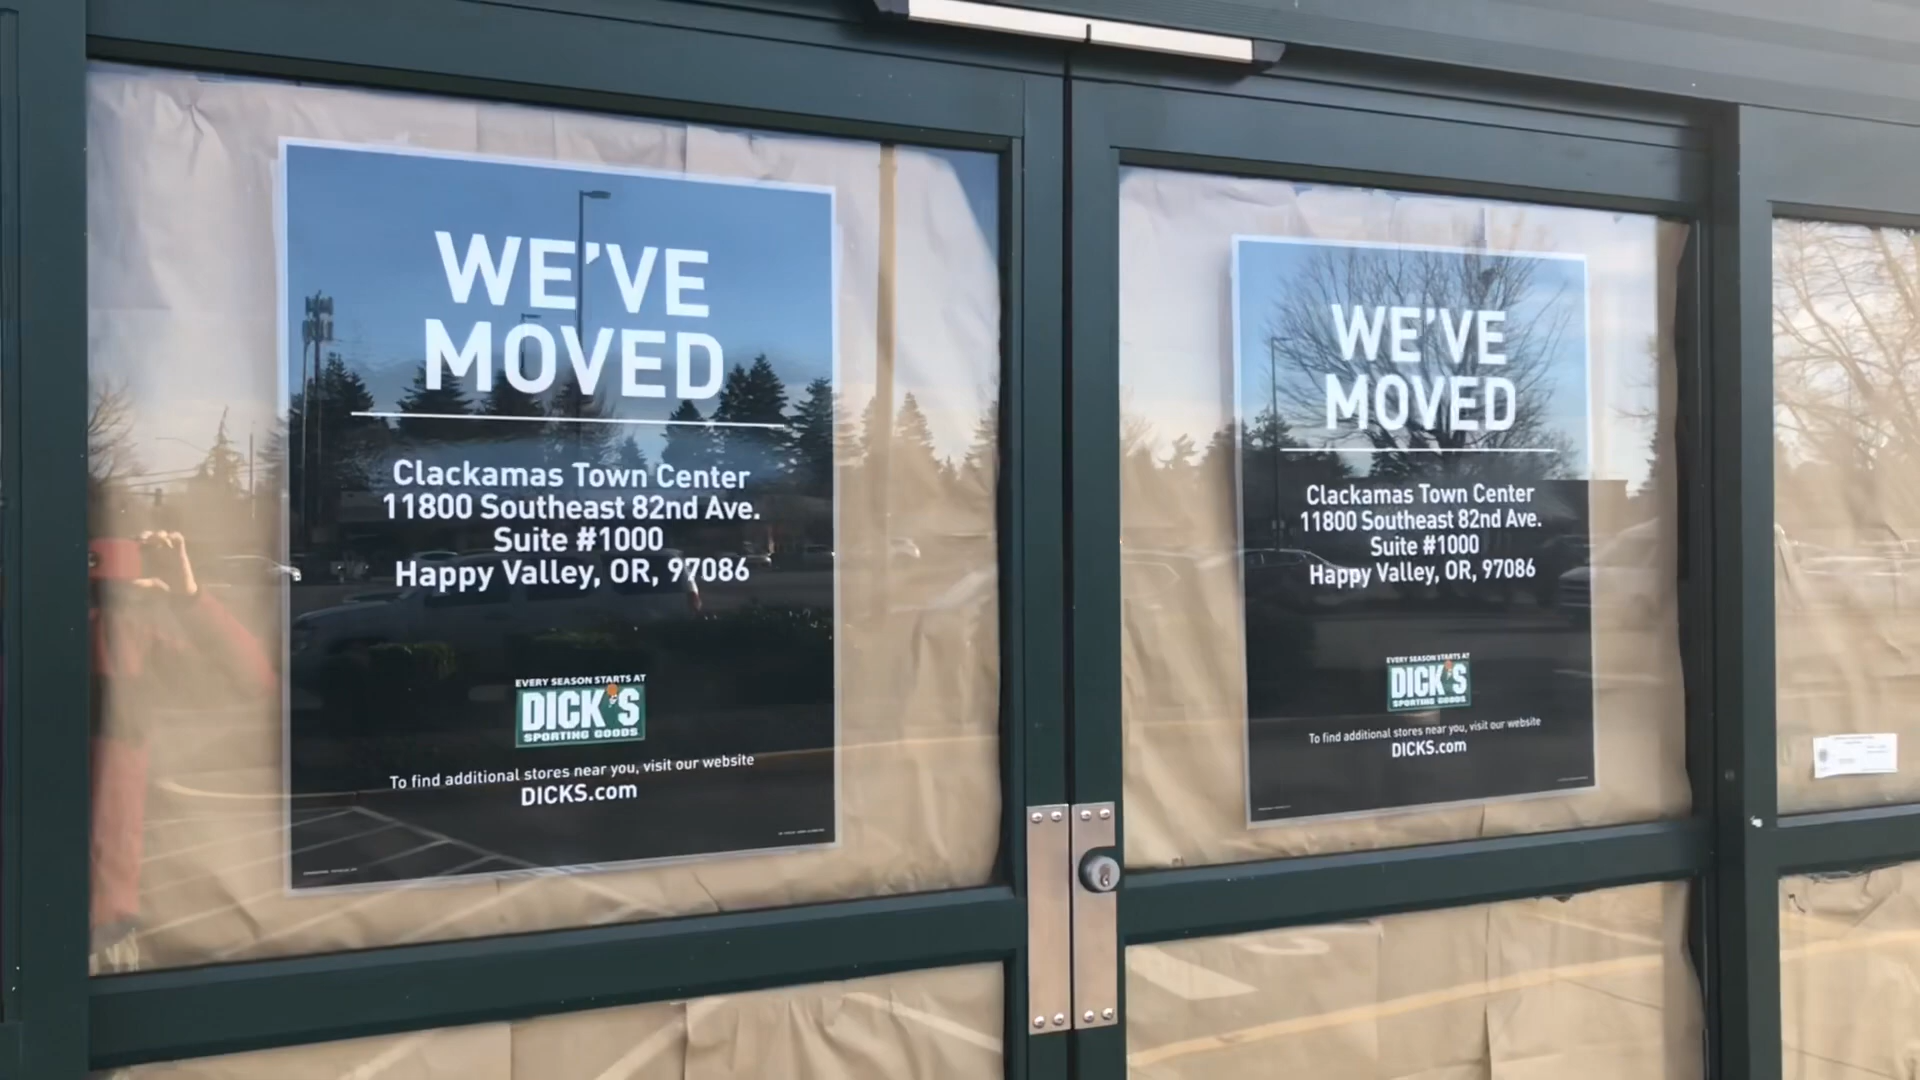 WE'VE
MOVED
Clackamas Town Center
11800 Southeast 82nd Ave.
Suite #1000
Happy Valley, OR, 97086
EVERY SEASON STARTS AT
DICK'S
SPORTING GOODS
To find additional stores near you, visit our website
DICKS.com
WE'VE
MOVED
Clackamas Town Center
11800 Southeast 82nd Ave.
Suite #1000
Happy Valley, OR, 97086
EVERY SEASON STARTS AT
DICK'S
SPORTING GOODS
To find additional stores near you, visit our website
DICKS.com